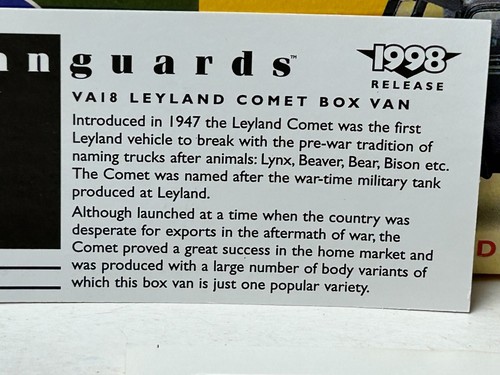 an guards™
1998
RELEASE
VA18 LEYLAND COMET BOX VAN
Introduced in 1947 the Leyland Comet was the first
Leyland vehicle to break with the pre-war tradition of
naming trucks after animals: Lynx, Beaver, Bear, Bison etc.
The Comet was named after the war-time military tank
produced at Leyland.
Although launched at a time when the country was
desperate for exports in the aftermath of war, the
Comet proved a great success in the home market and
was produced with a large number of body variants of
which this box van is just one popular variety.
D